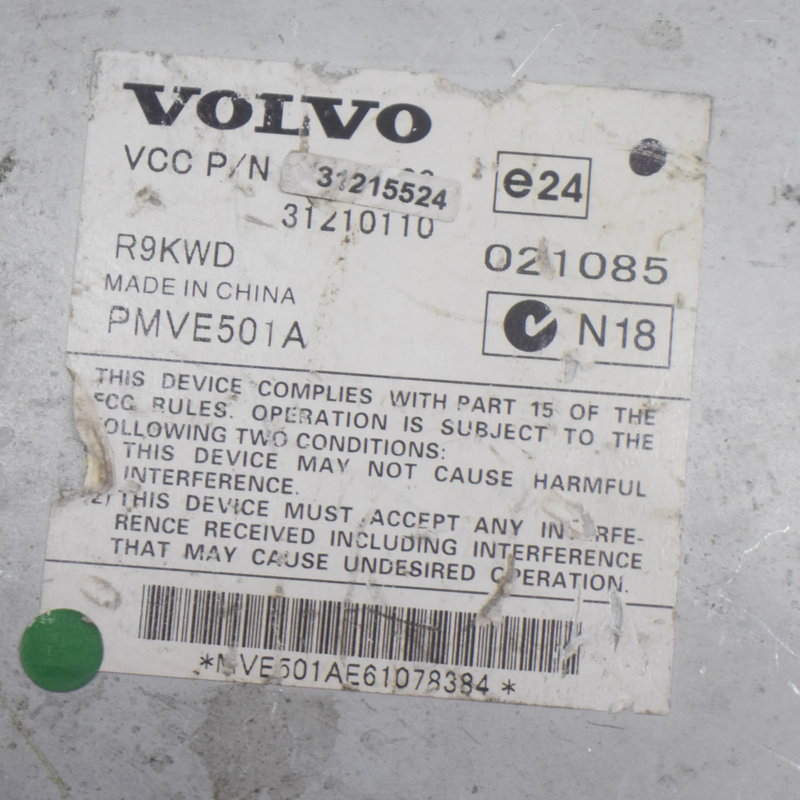 VOLVO
VCC P/N 31215524
e24
31210110
R9KWD
021085
MADE IN CHINA
PMVE501A
N18
THIS DEVICE COMPLIES WITH PART 15 OF THE
FCC RULES. OPERATION IS SUBJECT TO THE
FOLLOWING TWO CONDITIONS:
THIS DEVICE MAY NOT CAUSE HARMFUL
INTERFERENCE.
2) THIS DEVICE MUST ACCEPT ANY INTERFE-
RENCE RECEIVED INCLUDING INTERFERENCE
THAT MAY CAUSE UNDESIRED OPERATION.
*MVE501AE61078384*